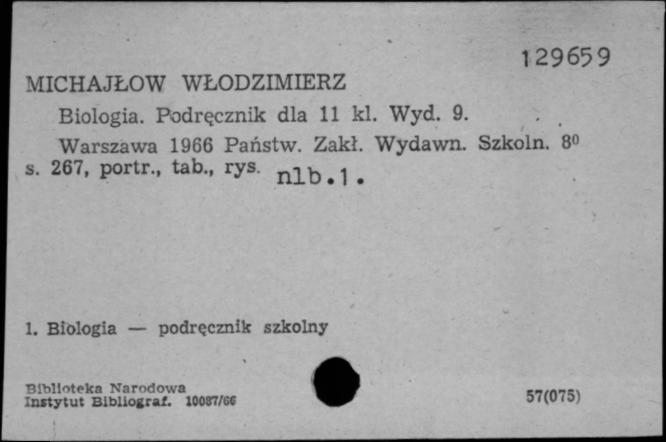 129659
MICHAJŁOW WŁODZIMIERZ
Biologia. Podręcznik dla 11 kl. Wyd. 9.
Warszawa 1966 Państw. Zakł. Wydawn. Szkoln. 8⁰
s. 267, portr., tab., rys. nlb.1.
1. Biologia — podręcznik szkolny
Biblioteka Narodowa
Instytut Bibliograf. 10087/66
57(075)